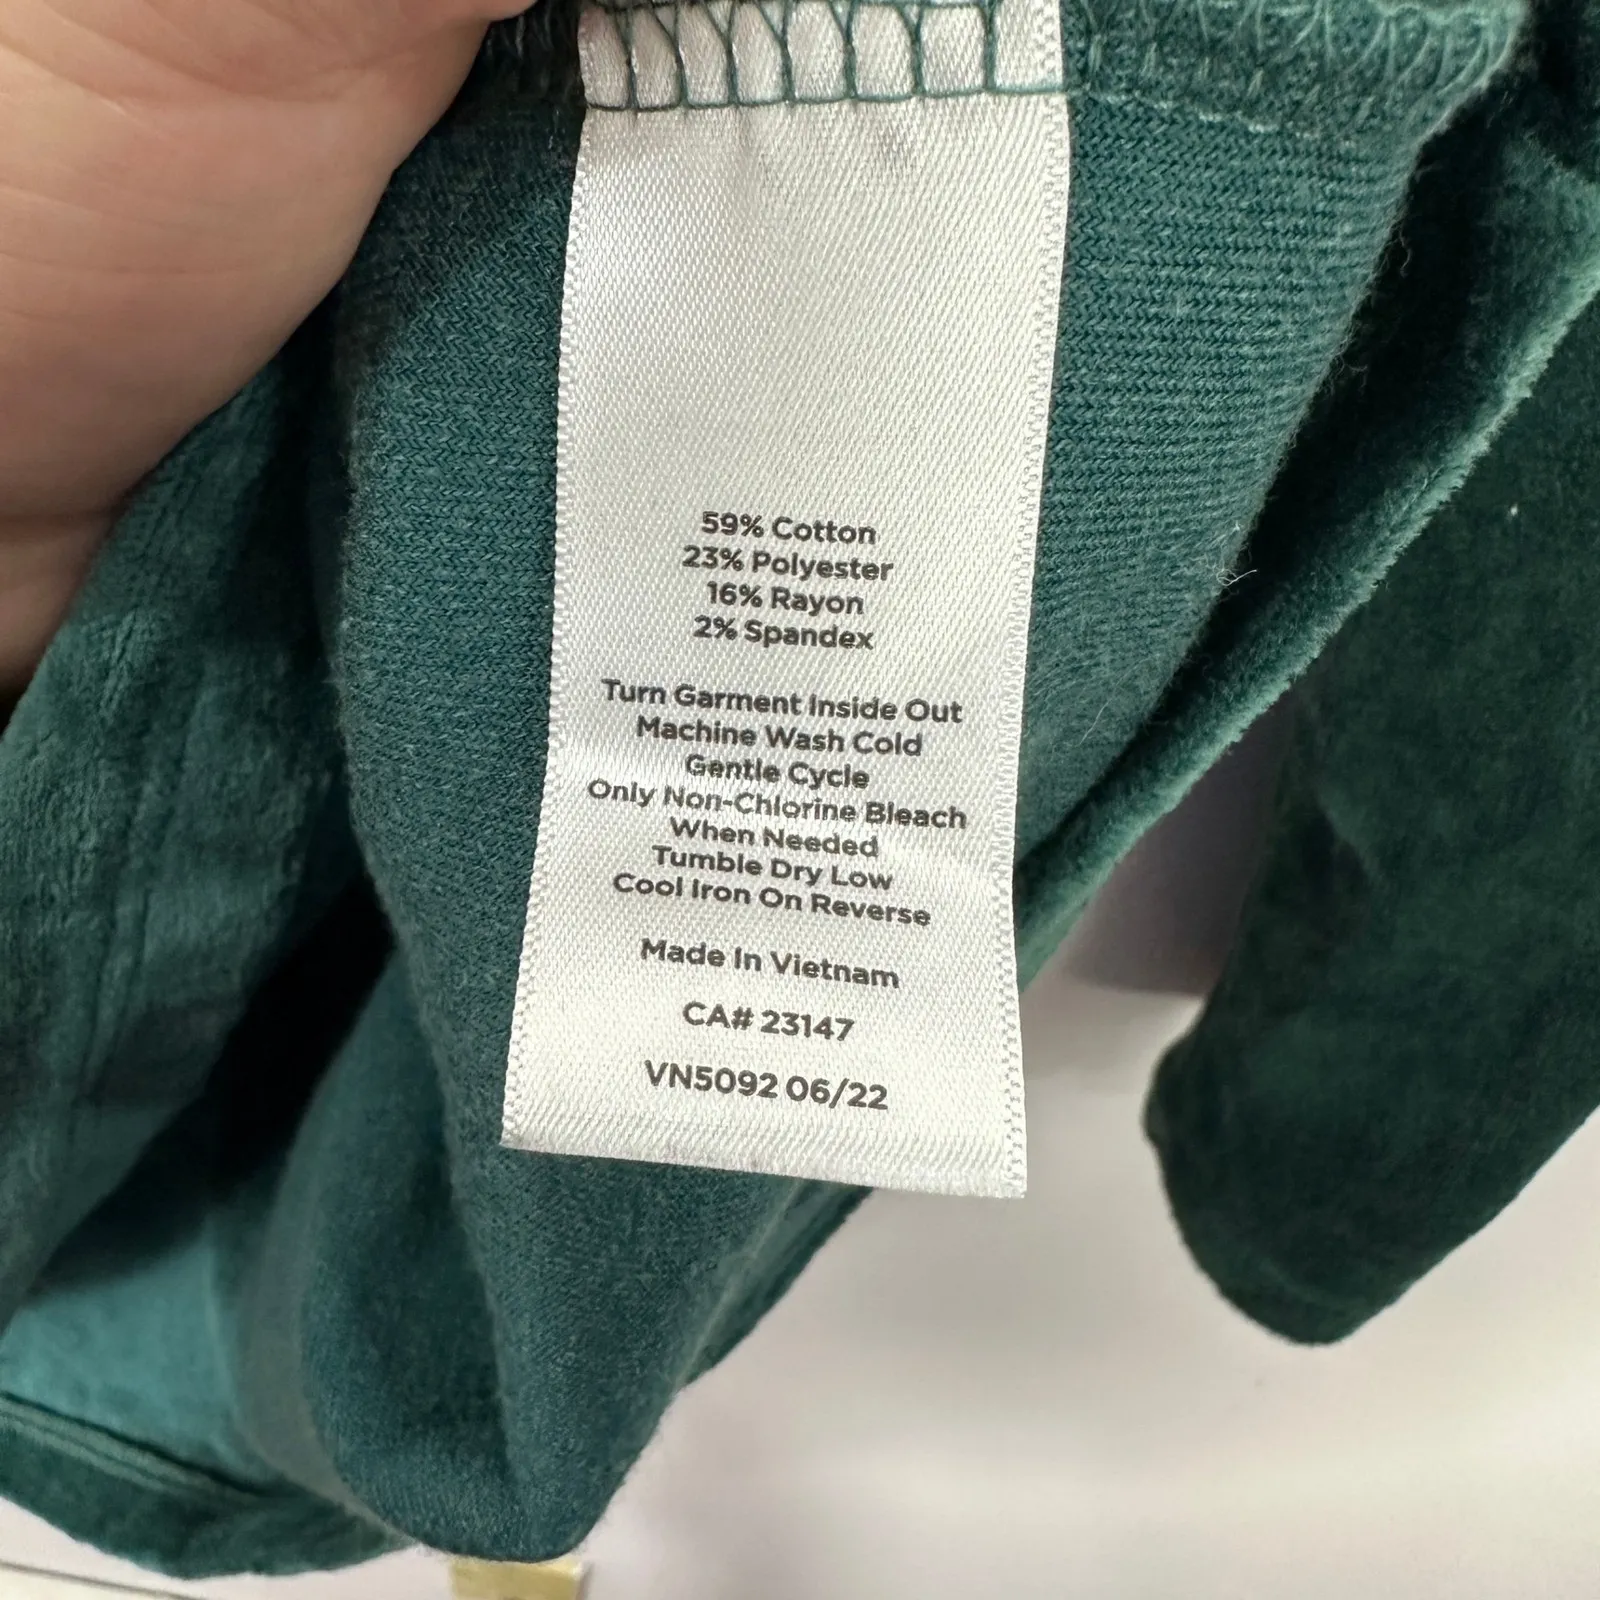 59% Cotton
23% Polyester
16% Rayon
2% Spandex
Turn Garment Inside Out
Machine Wash Cold
Gentle Cycle
Only Non-Chlorine Bleach
When Needed
Tumble Dry Low
Cool Iron On Reverse
Made In Vietnam
CA# 23147
VN5092 06/22